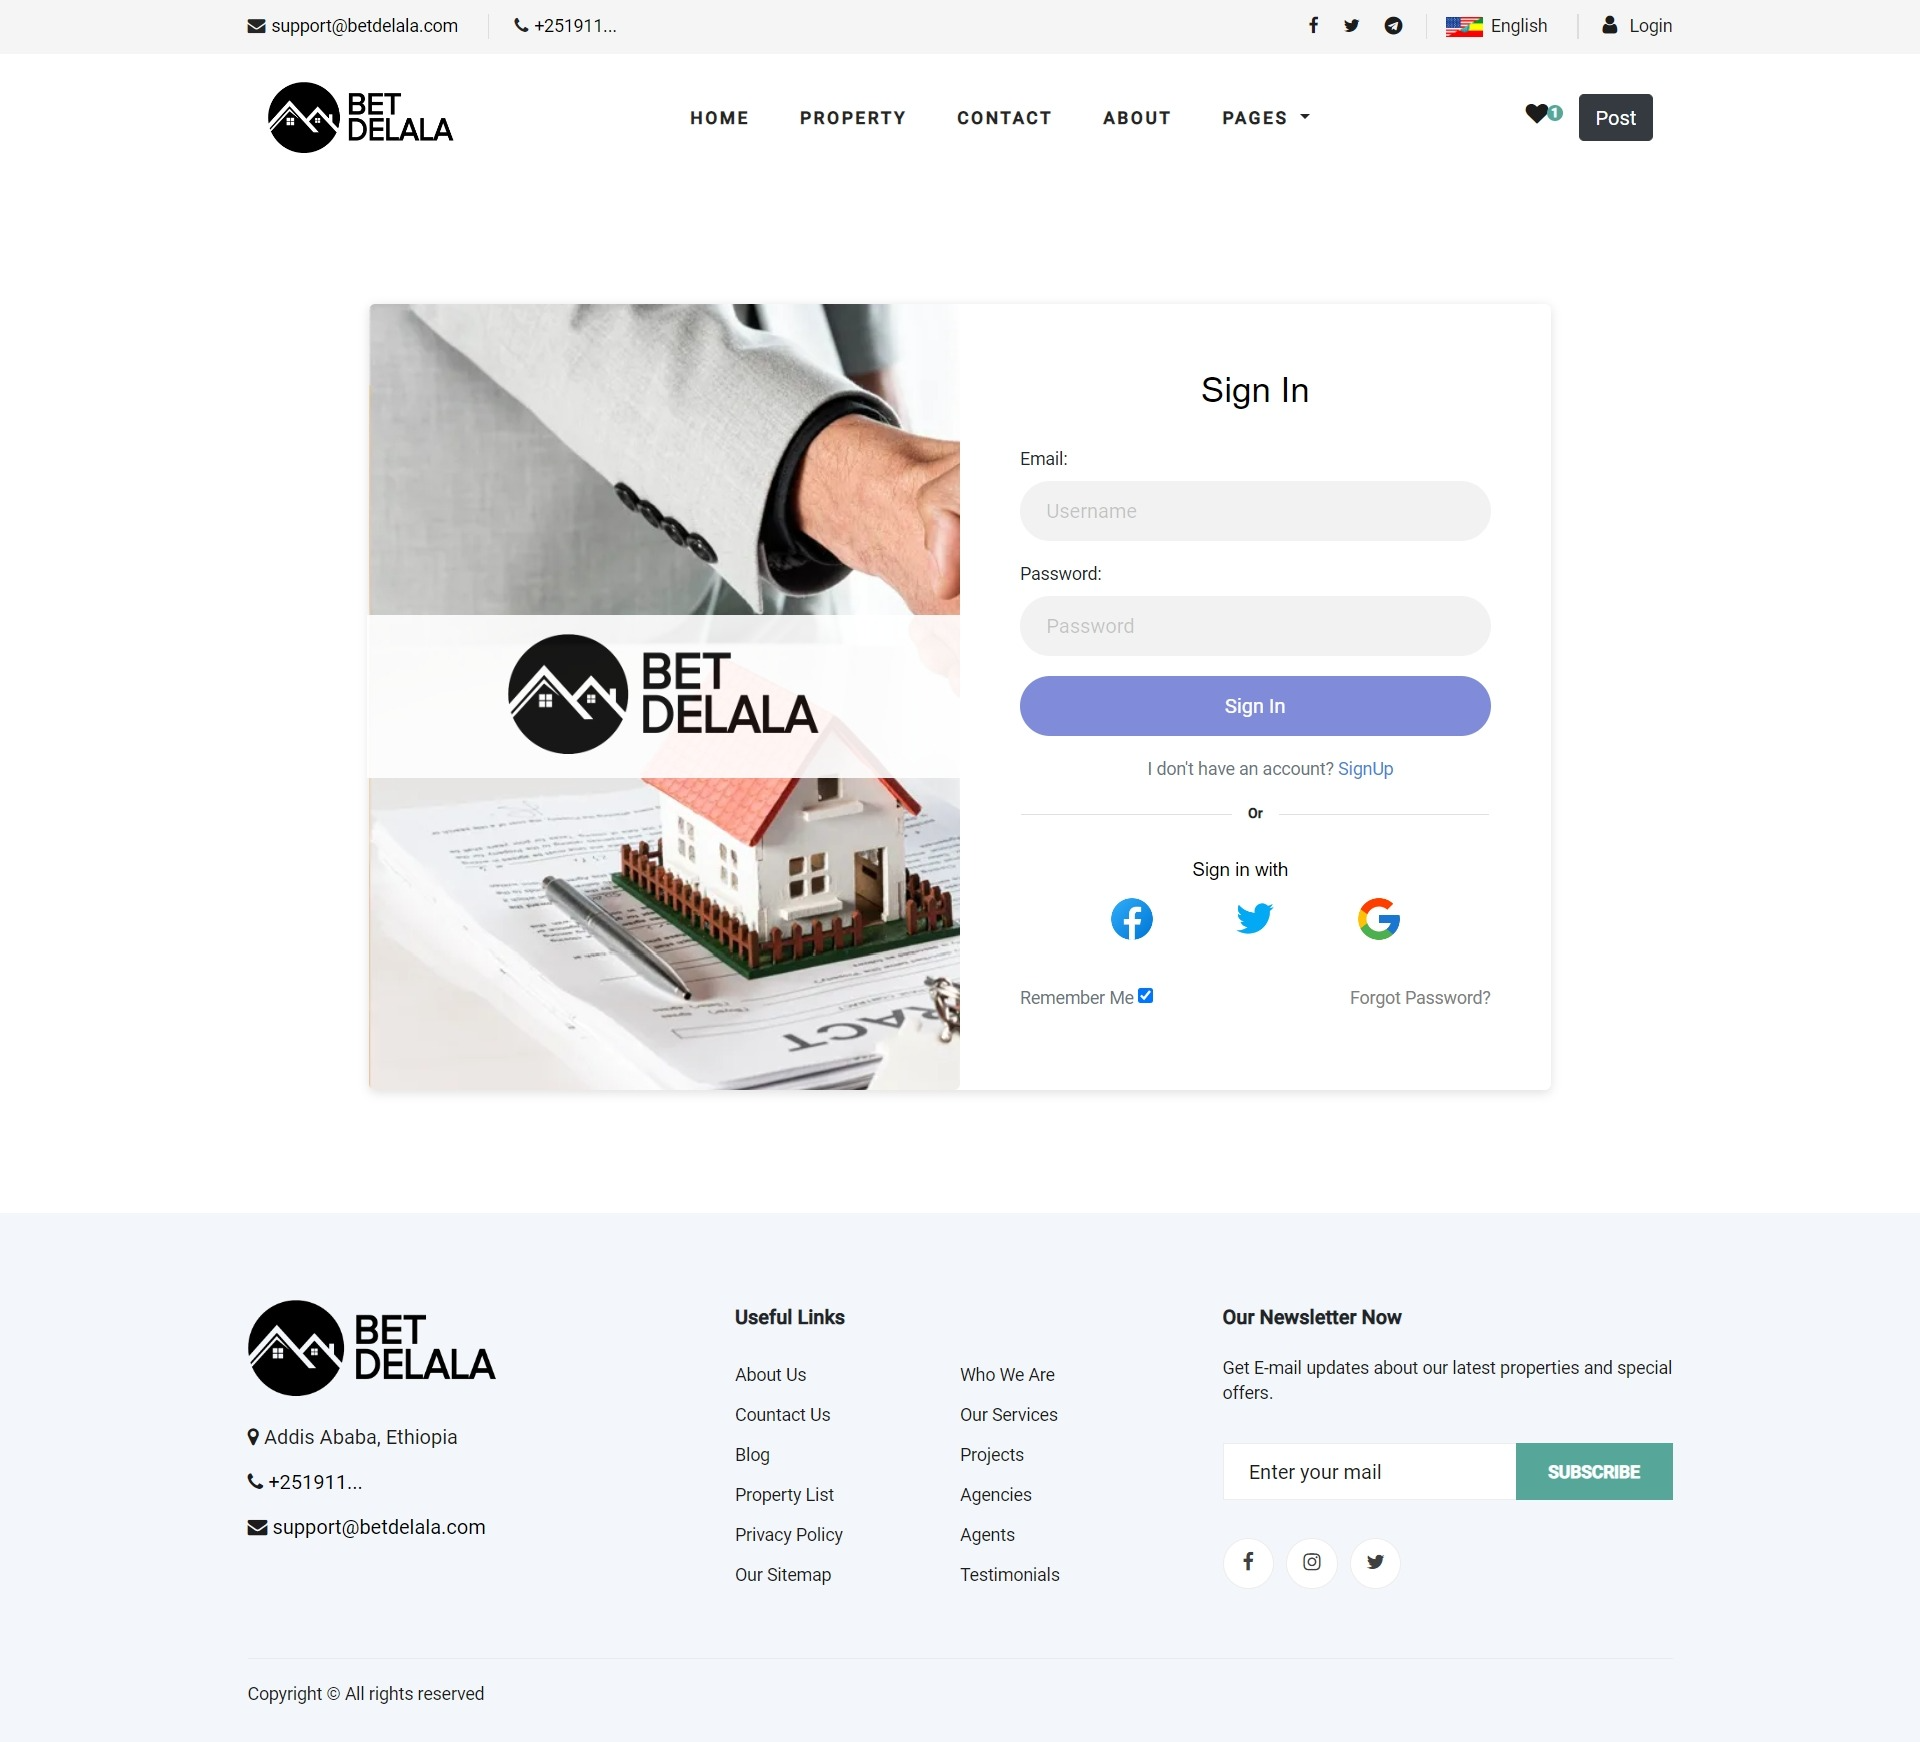 support@betdelala.com
+251911...
English
Login
BET
DELALA
HOME
PROPERTY
CONTACT
ABOUT
PAGES
1
Post
BET
DELALA
Sign In
Email:
Username
Password:
Password
Sign In
I don't have an account? SignUp
Or
Sign in with
Remember Me
Forgot Password?
BET
DELALA
Addis Ababa, Ethiopia
+251911...
support@betdelala.com
Useful Links
About Us
Countact Us
Blog
Property List
Privacy Policy
Our Sitemap
Who We Are
Our Services
Projects
Agencies
Agents
Testimonials
Our Newsletter Now
Get E-mail updates about our latest properties and special
offers.
Enter your mail
SUBSCRIBE
Copyright © All rights reserved